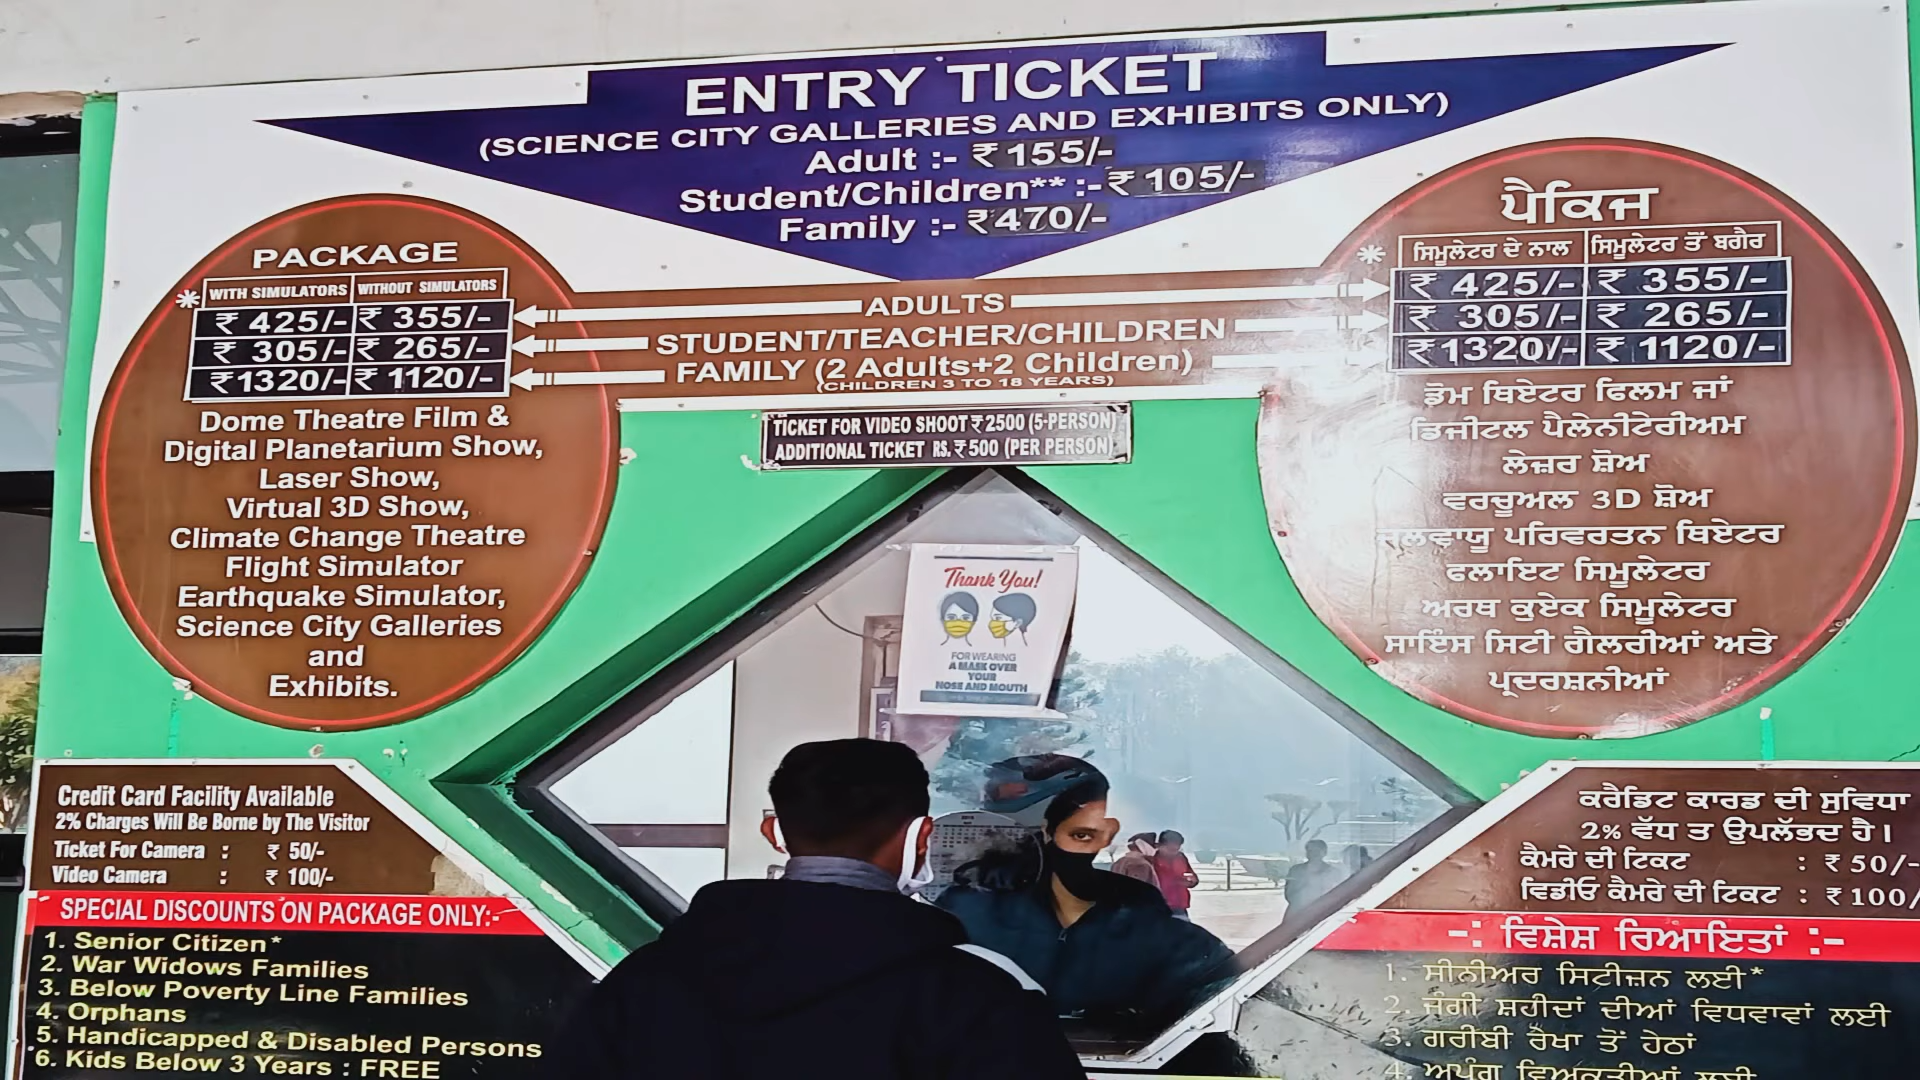 ENTRY TICKET
(SCIENCE CITY GALLERIES AND EXHIBITS ONLY)
Adult :- ₹ 155/-
Student/Children** :- ₹ 105/-
Family :- ₹470/-
PACKAGE
* WITH SIMULATORS WITHOUT SIMULATORS
₹ 425/- ₹ 355/-
₹ 305/- ₹ 265/-
₹1320/- ₹ 1120/-
Dome Theatre Film &
Digital Planetarium Show,
Laser Show,
Virtual 3D Show,
Climate Change Theatre
Flight Simulator
Earthquake Simulator,
Science City Galleries
and
Exhibits.
ADULTS
STUDENT/TEACHER/CHILDREN
FAMILY (2 Adults+2 Children)
(CHILDREN 3 TO 18 YEARS)
ਪੈਕਿਜ
* ਸਿਮੂਲੇਟਰ ਦੇ ਨਾਲ ਸਿਮੂਲੇਟਰ ਤੋਂ ਬਗੈਰ
₹ 425/- ₹ 355/-
₹ 305/- ₹ 265/-
₹1320/- ₹ 1120/-
ਡੋਮ ਥਿਏਟਰ ਫਿਲਮ ਜਾਂ
ਡਿਜੀਟਲ ਪੈਲੇਨੀਟੇਰੀਅਮ
ਲੇਜ਼ਰ ਸ਼ੋਅ
ਵਰਚੂਅਲ 3D ਸ਼ੋਅ
ਜਲਵਾਯੂ ਪਰਿਵਰਤਨ ਥਿਏਟਰ
ਫਲਾਇਟ ਸਿਮੂਲੇਟਰ
ਅਰਥ ਕੁਏਕ ਸਿਮੂਲੇਟਰ
ਸਾਇੰਸ ਸਿਟੀ ਗੈਲਰੀਆਂ ਅਤੇ
ਪ੍ਰਦਰਸ਼ਨੀਆਂ
TICKET FOR VIDEO SHOOT ₹ 2500 (5-PERSON)
ADDITIONAL TICKET RS. ₹ 500 (PER PERSON)
Thank You!
FOR WEARING
A MASK OVER
YOUR
NOSE AND MOUTH
Credit Card Facility Available
2% Charges Will Be Borne by The Visitor
Ticket For Camera : ₹ 50/-
Video Camera : ₹ 100/-
SPECIAL DISCOUNTS ON PACKAGE ONLY:-
1. Senior Citizen*
2. War Widows Families
3. Below Poverty Line Families
4. Orphans
5. Handicapped & Disabled Persons
6. Kids Below 3 Years : FREE
ਕਰੈਡਿਟ ਕਾਰਡ ਦੀ ਸੁਵਿਧਾ
2% ਵੱਧ ਤ ਉਪਲੱਭਦ ਹੈ।
ਕੈਮਰੇ ਦੀ ਟਿਕਟ : ₹ 50/-
ਵਿਡੀਓ ਕੈਮਰੇ ਦੀ ਟਿਕਟ : ₹ 100/
-: ਵਿਸ਼ੇਸ਼ ਰਿਆਇਤਾਂ :-
1. ਸੀਨੀਅਰ ਸਿਟੀਜ਼ਨ ਲਈ*
2. ਜੰਗੀ ਸ਼ਹੀਦਾਂ ਦੀਆਂ ਵਿਧਵਾਵਾਂ ਲਈ
3. ਗਰੀਬੀ ਰੇਖਾ ਤੋਂ ਹੇਠਾਂ
4. ਅਪੰਗ ਵਿਅਕਤੀਆਂ ਲਈ